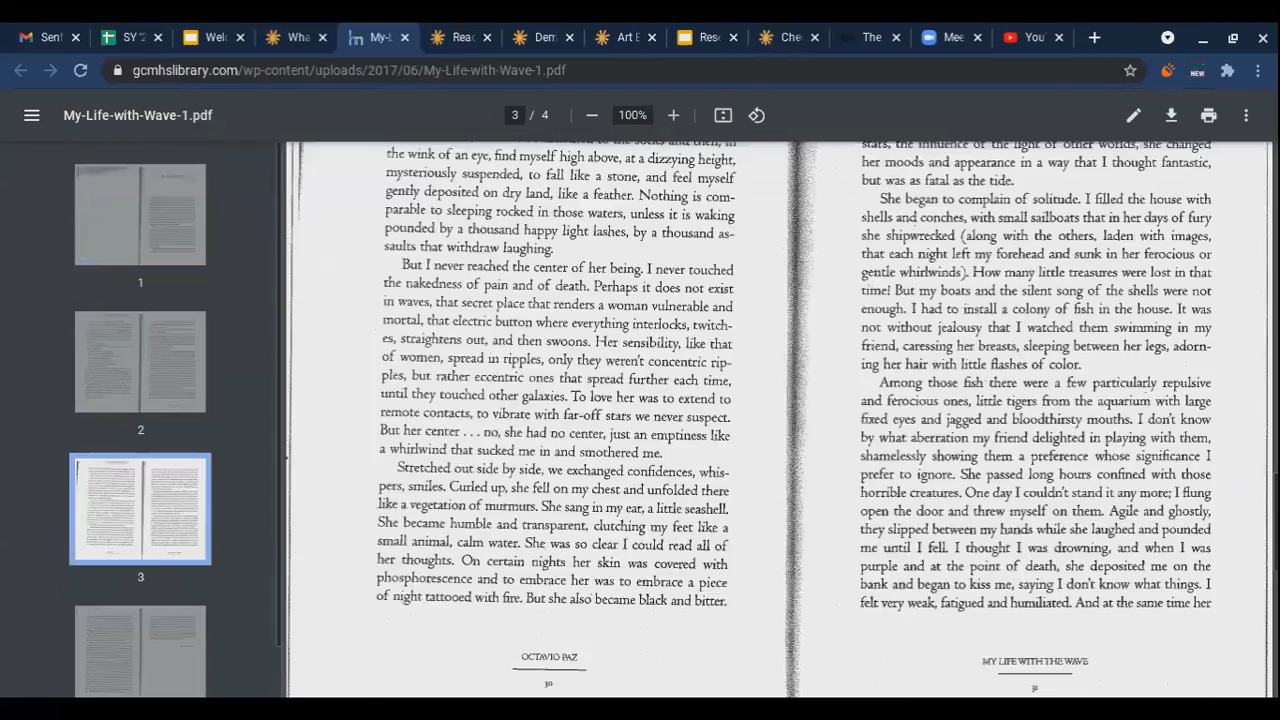 Sent
SY '2
Welc
Wha
My-L
Reac
Dem
Art E
Reso
Chec
The
Mee
You
gcmhslibrary.com/wp-content/uploads/2017/06/My-Life-with-Wave-1.pdf
NEW
My-Life-with-Wave-1.pdf
3 / 4
100%
1
2
3
the wink of an eye, find myself high above, at a dizzying height,
mysteriously suspended, to fall like a stone, and feel myself
gently deposited on dry land, like a feather. Nothing is com-
parable to sleeping rocked in those waters, unless it is waking
pounded by a thousand happy light lashes, by a thousand as-
saults that withdraw laughing.
But I never reached the center of her being. I never touched
the nakedness of pain and of death. Perhaps it does not exist
in waves, that secret place that renders a woman vulnerable and
mortal, that electric button where everything interlocks, twitch-
es, straightens out, and then swoons. Her sensibility, like that
of women, spread in ripples, only they weren't concentric rip-
ples, but rather eccentric ones that spread further each time,
until they touched other galaxies. To love her was to extend to
remote contacts, to vibrate with far-off stars we never suspect.
But her center . . . no, she had no center, just an emptiness like
a whirlwind that sucked me in and smothered me.
Stretched out side by side, we exchanged confidences, whis-
pers, smiles. Curled up, she fell on my chest and unfolded there
like a vegetation of murmurs. She sang in my ear, a little seashell.
She became humble and transparent, clutching my feet like a
small animal, calm water. She was so clear I could read all of
her thoughts. On certain nights her skin was covered with
phosphorescence and to embrace her was to embrace a piece
of night tattooed with fire. But she also became black and bitter.
OCTAVIO PAZ
30
stars, the influence of the light of other worlds, she changed
her moods and appearance in a way that I thought fantastic,
but was as fatal as the tide.
She began to complain of solitude. I filled the house with
shells and conches, with small sailboats that in her days of fury
she shipwrecked (along with the others, laden with images,
that each night left my forehead and sunk in her ferocious or
gentle whirlwinds). How many little treasures were lost in that
time! But my boats and the silent song of the shells were not
enough. I had to install a colony of fish in the house. It was
not without jealousy that I watched them swimming in my
friend, caressing her breasts, sleeping between her legs, adorn-
ing her hair with little flashes of color.
Among those fish there were a few particularly repulsive
and ferocious ones, little tigers from the aquarium with large
fixed eyes and jagged and bloodthirsty mouths. I don't know
by what aberration my friend delighted in playing with them,
shamelessly showing them a preference whose significance I
prefer to ignore. She passed long hours confined with those
horrible creatures. One day I couldn't stand it any more; I flung
open the door and threw myself on them. Agile and ghostly,
they slipped between my hands while she laughed and pounded
me until I fell. I thought I was drowning, and when I was
purple and at the point of death, she deposited me on the
bank and began to kiss me, saying I don't know what things. I
felt very weak, fatigued and humiliated. And at the same time her
MY LIFE WITH THE WAVE